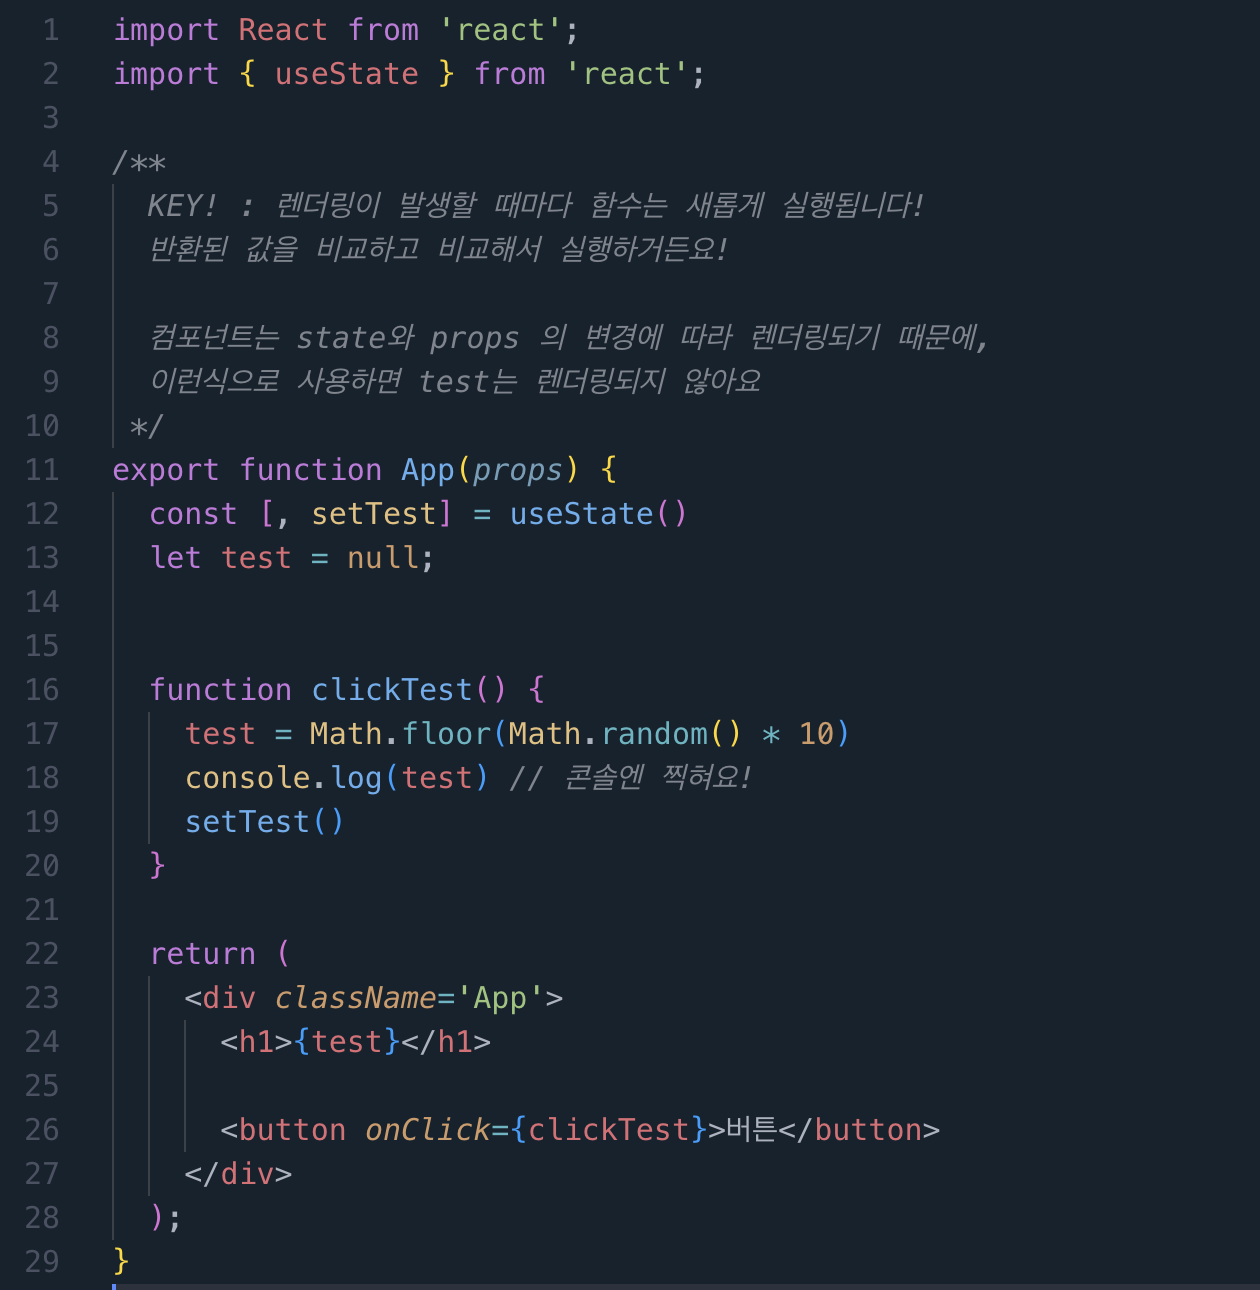 1 import React from 'react';
2 import { useState } from 'react';
3
4 /**
5 KEY! : 렌더링이 발생할 때마다 함수는 새롭게 실행됩니다!
6 반환된 값을 비교하고 비교해서 실행하거든요!
7
8 컴포넌트는 state와 props 의 변경에 따라 렌더링되기 때문에,
9 이런식으로 사용하면 test는 렌더링되지 않아요
10 */
11 export function App(props) {
12 const [, setTest] = useState()
13 let test = null;
14
15
16 function clickTest() {
17 test = Math.floor(Math.random() * 10)
18 console.log(test) // 콘솔엔 찍혀요!
19 setTest()
20 }
21
22 return (
23 <div className='App'>
24 <h1>{test}</h1>
25
26 <button onClick={clickTest}>버튼</button>
27 </div>
28 );
29 }